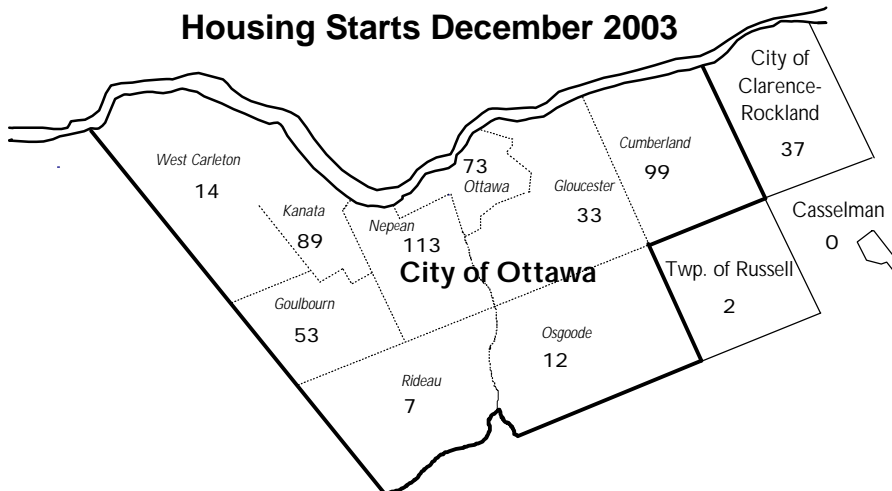 Housing Starts December 2003
City of
Clarence-
Rockland
37
West Carleton
14
73
Ottawa
Cumberland
99
Gloucester
33
Kanata
89
Nepean
113
Casselman
0
City of Ottawa
Twp. of Russell
2
Goulbourn
53
Osgoode
12
Rideau
7